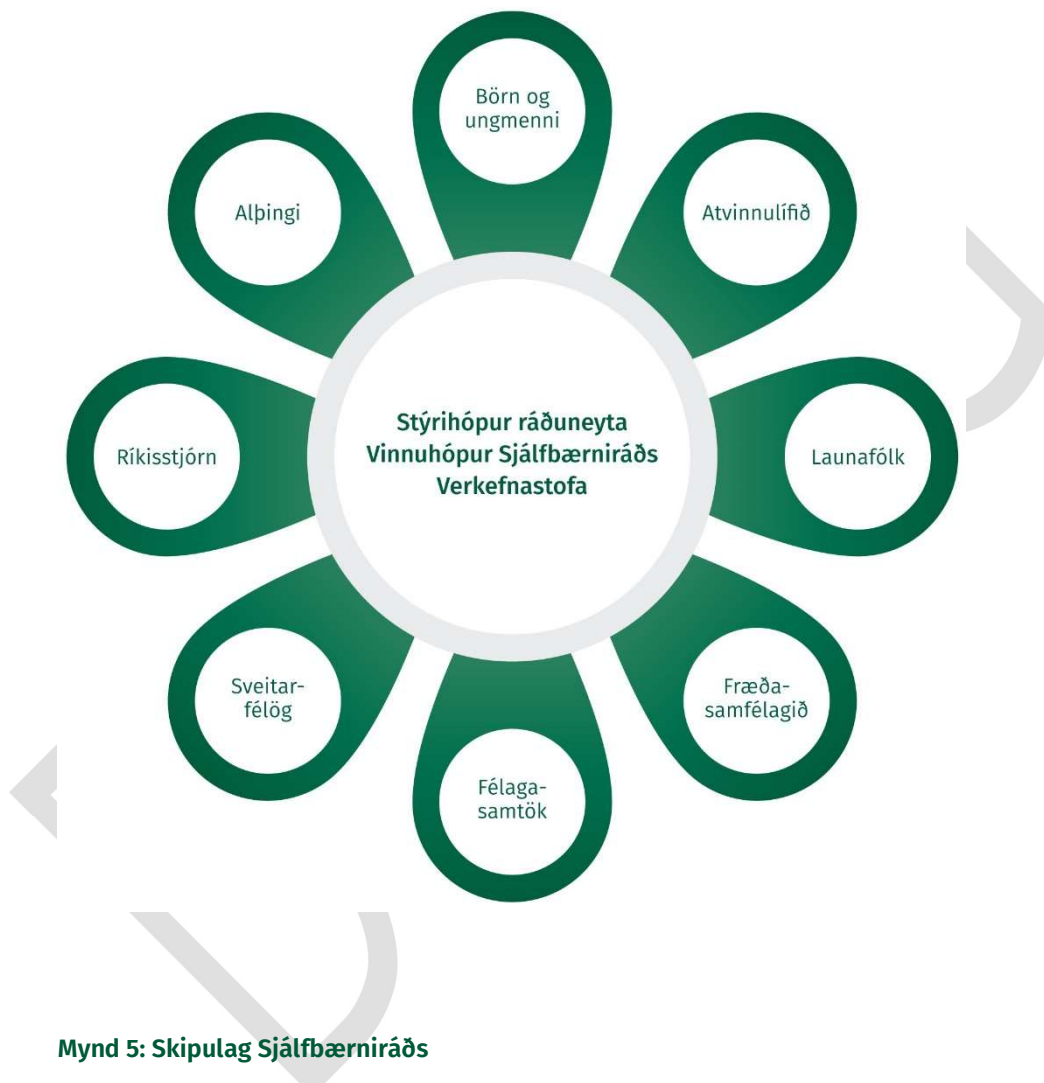 Börn og
ungmenni
Alþingi
Atvinnulífið
Stýrihópur ráðuneyta
Vinnuhópur Sjálfbærniráðs
Verkefnastofa
Ríkisstjórn
Launafólk
Sveitar-
félög
Fræða-
samfélagið
Félaga-
samtök
Mynd 5: Skipulag Sjálfbærniráðs